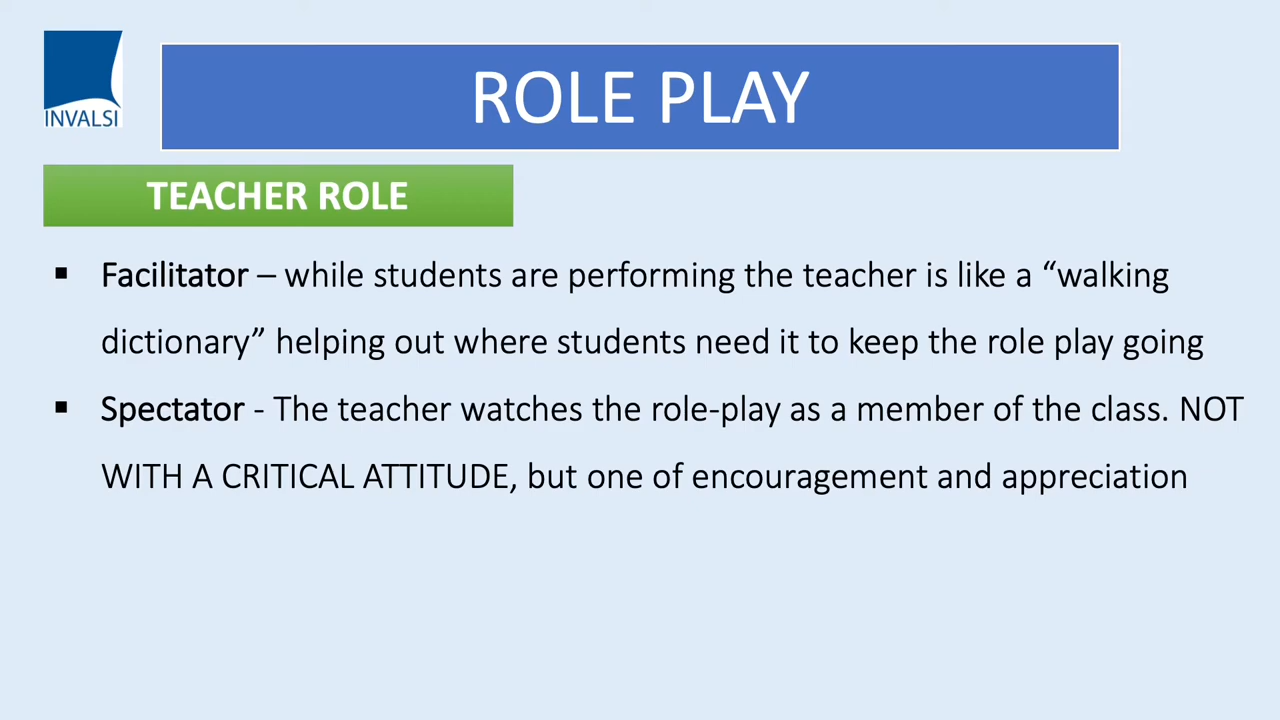 INVALSI
ROLE PLAY
TEACHER ROLE
▪ Facilitator – while students are performing the teacher is like a “walking
dictionary” helping out where students need it to keep the role play going
▪ Spectator - The teacher watches the role-play as a member of the class. NOT
WITH A CRITICAL ATTITUDE, but one of encouragement and appreciation